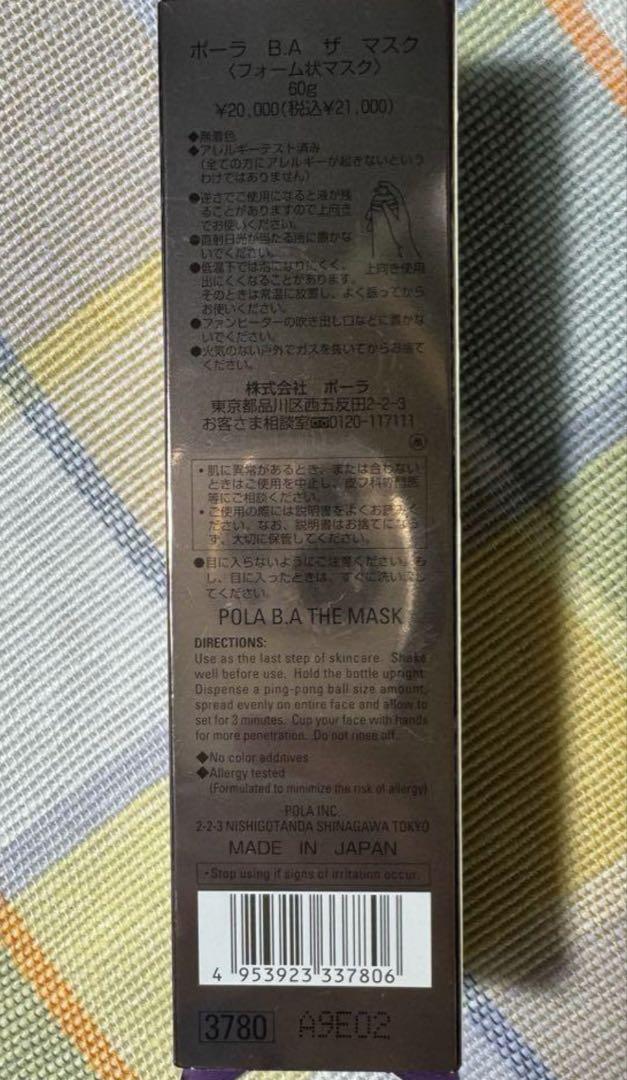 ポーラ B.A ザ マスク
〈フォーム状マスク〉
60g
¥20,000(税込¥21,000)
◆無着色
◆アレルギーテスト済み
(全ての方にアレルギーが起きないという
わけではありません)
●逆さでご使用になると液が残
ることがありますので上向き
でお使いください。
●直射日光が当たる所に置かな
いでください。
●低温下では泡になりにくく、
出にくくなることがあります。
そのときは常温に放置し、よく振ってから
お使いください。
上向き使用
●ファンヒーターの吹き出し口などに置かな
いでください。
●火気のない戸外でガスを抜いてからお捨て
ください。
株式会社 ポーラ
東京都品川区西五反田2-2-3
お客さま相談室 0120-117111
・肌に異常があるとき、または合わない
ときはご使用を中止し、皮フ科専門医
等にご相談ください。
・ご使用の際には説明書をよくお読みく
ださい。なお、説明書はお捨てになら
ず、大切に保管してください。
●目に入らないようにご注意ください。も
し、目に入ったときは、すぐに洗い流し
てください。
POLA B.A THE MASK
DIRECTIONS:
Use as the last step of skincare. Shake
well before use. Hold the bottle upright.
Dispense a ping-pong ball size amount,
spread evenly on entire face and allow to
set for 3 minutes. Cup your face with hands
for more penetration. Do not rinse off.
◆No color additives
◆Allergy tested
(Formulated to minimize the risk of allergy)
POLA INC.
2-2-3 NISHIGOTANDA SHINAGAWA TOKYO
MADE IN JAPAN
・Stop using if signs of irritation occur.
4 953923 337806
3780 A9E02